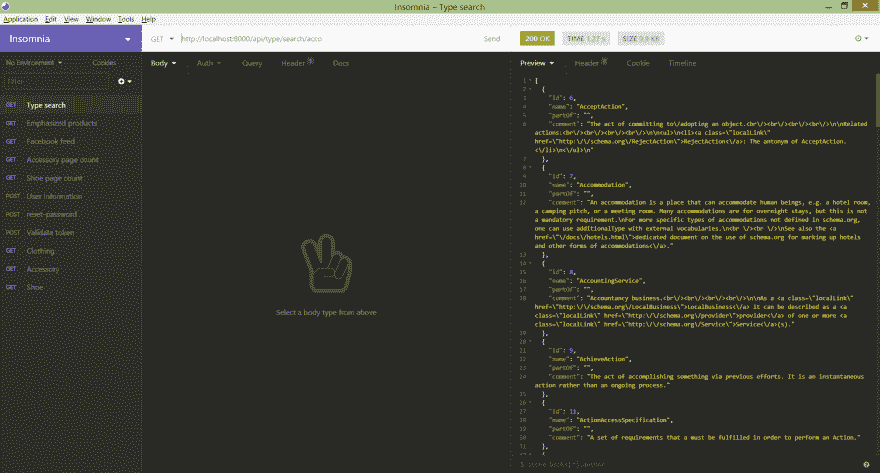 Insomnia – Type search
Application Edit View Window Tools Help
Insomnia
GET http://localhost:8000/api/type/search/acco Send
200 OK TIME 1.27 s SIZE 9.9 KB
No Environment Cookies
Body Auth Query Header Docs
Preview Header Cookie Timeline
Filter
GET Type search
GET Emphasized products
GET Facebook feed
GET Accessory page count
GET Shoe page count
POST User Information
POST reset-password
POST Validate token
GET Clothing
GET Accessory
GET Shoe
Select a body type from above
1 [
2 {
3 "id": 6,
4 "name": "AcceptAction",
5 "partOf": "",
6 "comment": "The act of committing to\/adopting an object.<br\/><br\/><br\/><br\/>\n\nRelated
actions:<br\/><br\/><br\/><br\/>\n\n<ul>\n<li><a class=\"localLink\"
href=\"http:\/\/schema.org\/RejectAction\">RejectAction<\/a>: The antonym of AcceptAction.
<\/li>\n<\/ul>\n"
7 },
8 {
9 "id": 7,
10 "name": "Accommodation",
11 "partOf": "",
12 "comment": "An accommodation is a place that can accommodate human beings, e.g. a hotel room,
a camping pitch, or a meeting room. Many accommodations are for overnight stays, but this is not
a mandatory requirement.\nFor more specific types of accommodations not defined in schema.org,
one can use additionalType with external vocabularies.\n<br \/><br \/>\nSee also the <a
href=\"\/docs\/hotels.html\">dedicated document on the use of schema.org for marking up hotels
and other forms of accommodations<\/a>."
13 },
14 {
15 "id": 8,
16 "name": "AccountingService",
17 "partOf": "",
18 "comment": "Accountancy business.<br\/><br\/><br\/><br\/>\n\nAs a <a class=\"localLink\"
href=\"http:\/\/schema.org\/LocalBusiness\">LocalBusiness<\/a> it can be described as a <a
class=\"localLink\" href=\"http:\/\/schema.org\/provider\">provider<\/a> of one or more <a
class=\"localLink\" href=\"http:\/\/schema.org\/Service\">Service<\/a>(s)."
19 },
20 {
21 "id": 9,
22 "name": "AchieveAction",
23 "partOf": "",
24 "comment": "The act of accomplishing something via previous efforts. It is an instantaneous
action rather than an ongoing process."
25 },
26 {
27 "id": 11,
28 "name": "ActionAccessSpecification",
29 "partOf": "",
30 "comment": "A set of requirements that a must be fulfilled in order to perform an Action."
31 },